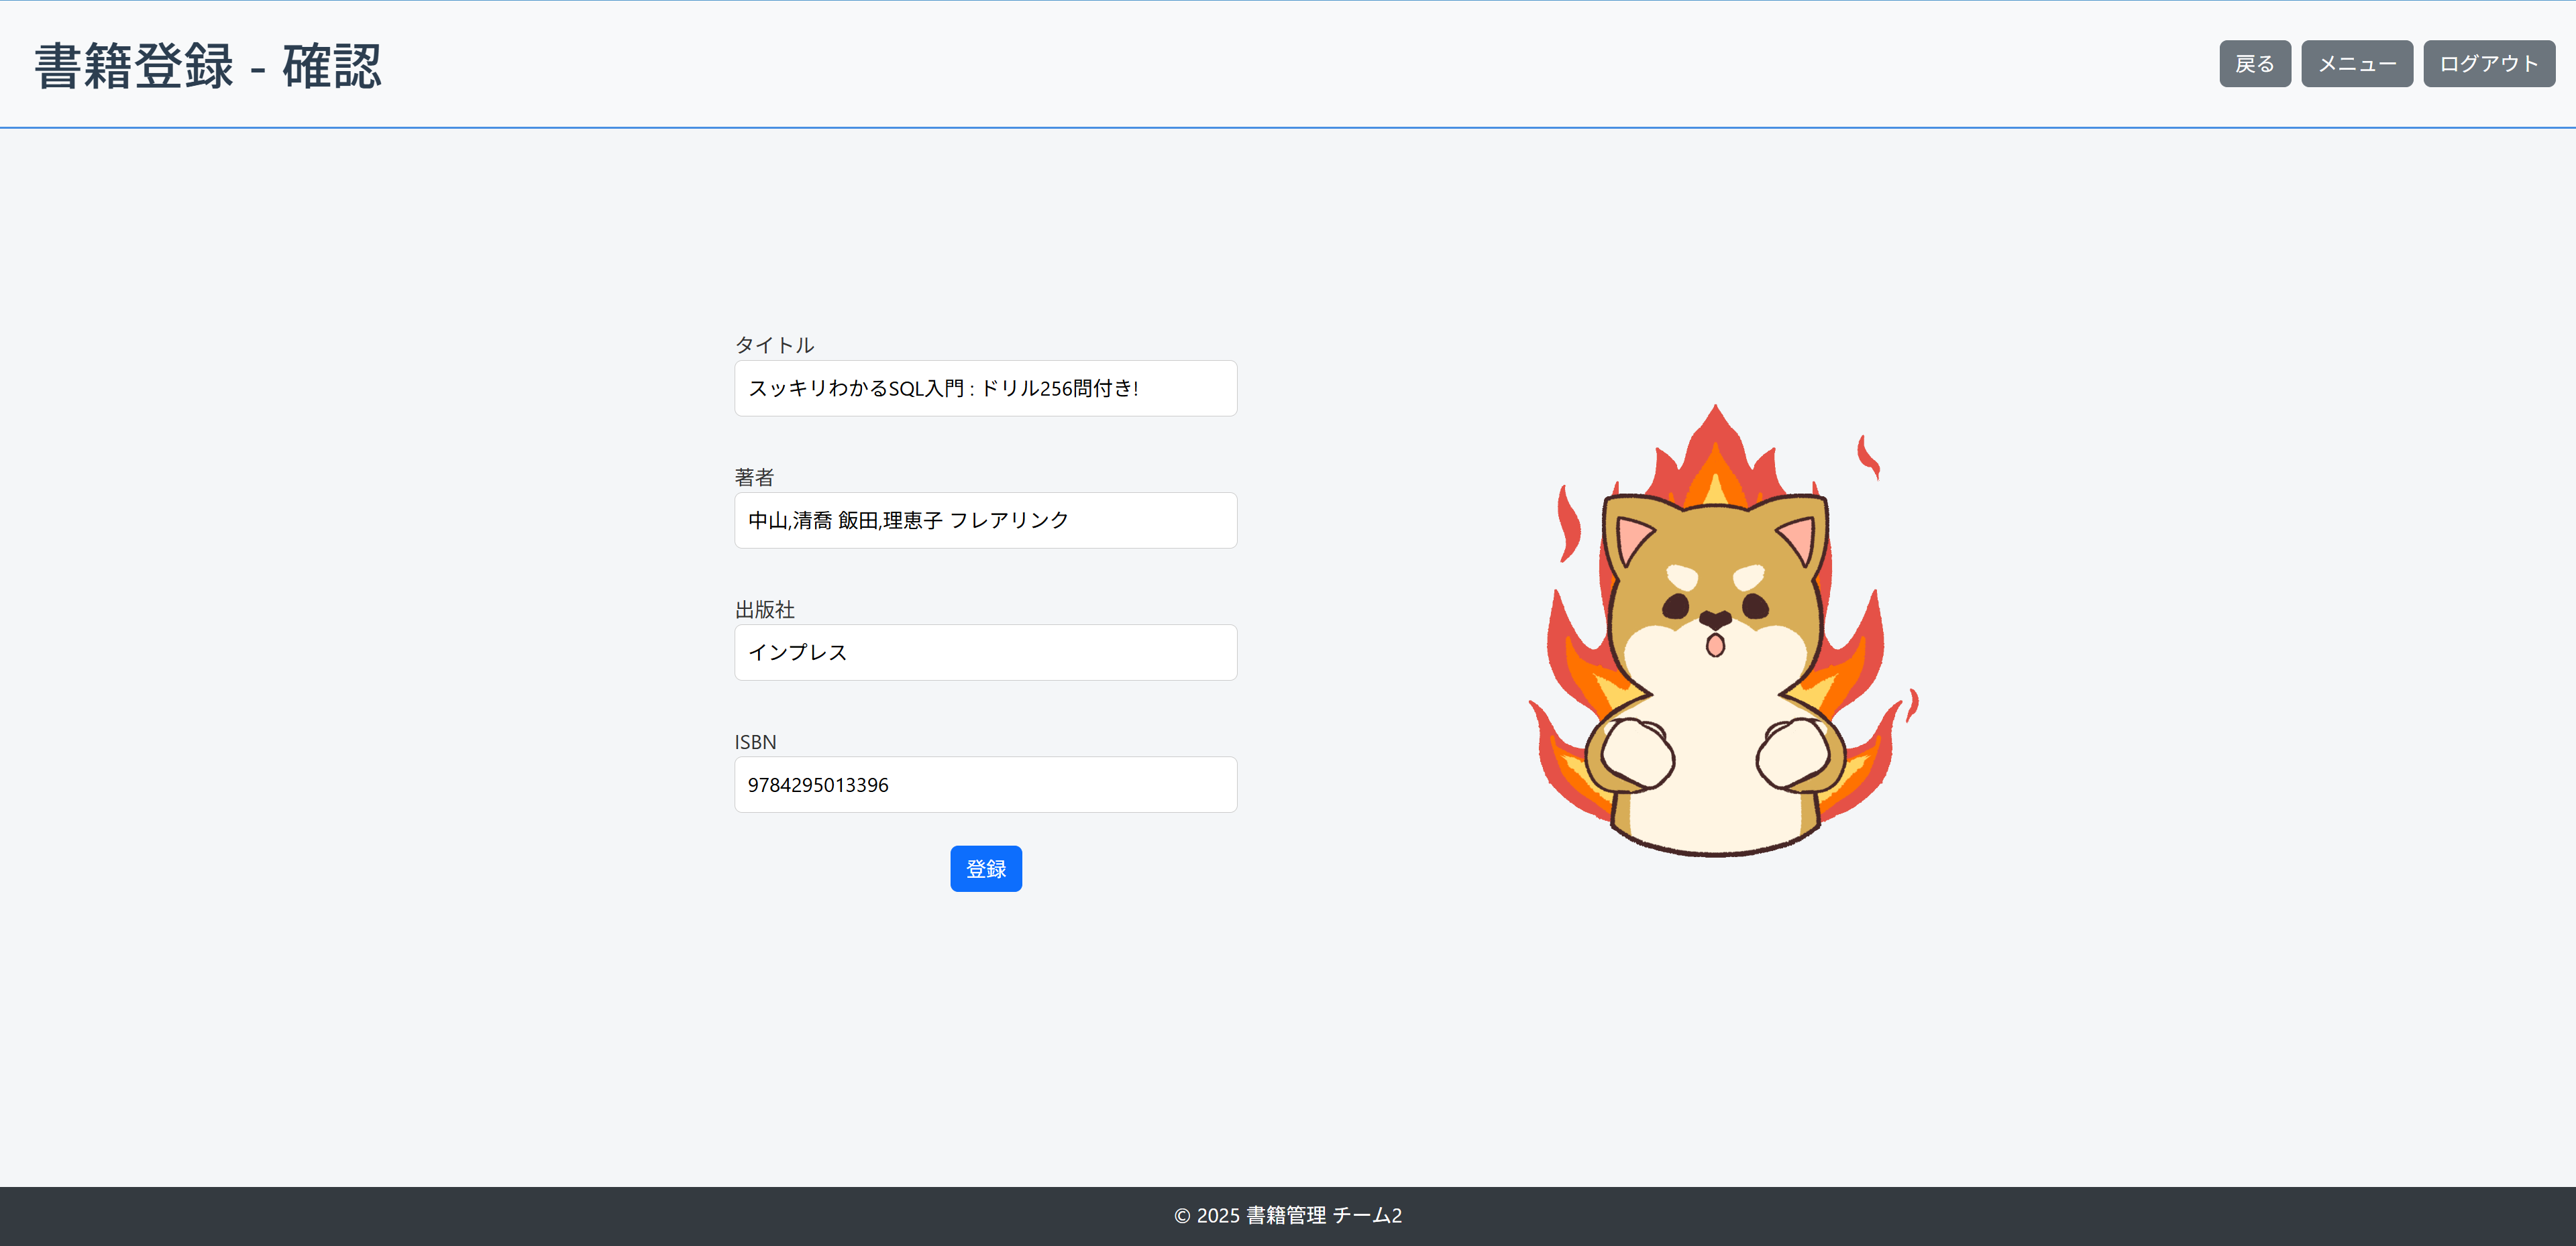 書籍登録 - 確認
戻る メニュー ログアウト
タイトル
スッキリわかるSQL入門 : ドリル256問付き!
著者
中山,清喬 飯田,理恵子 フレアリンク
出版社
インプレス
ISBN
9784295013396
登録
© 2025 書籍管理 チーム2